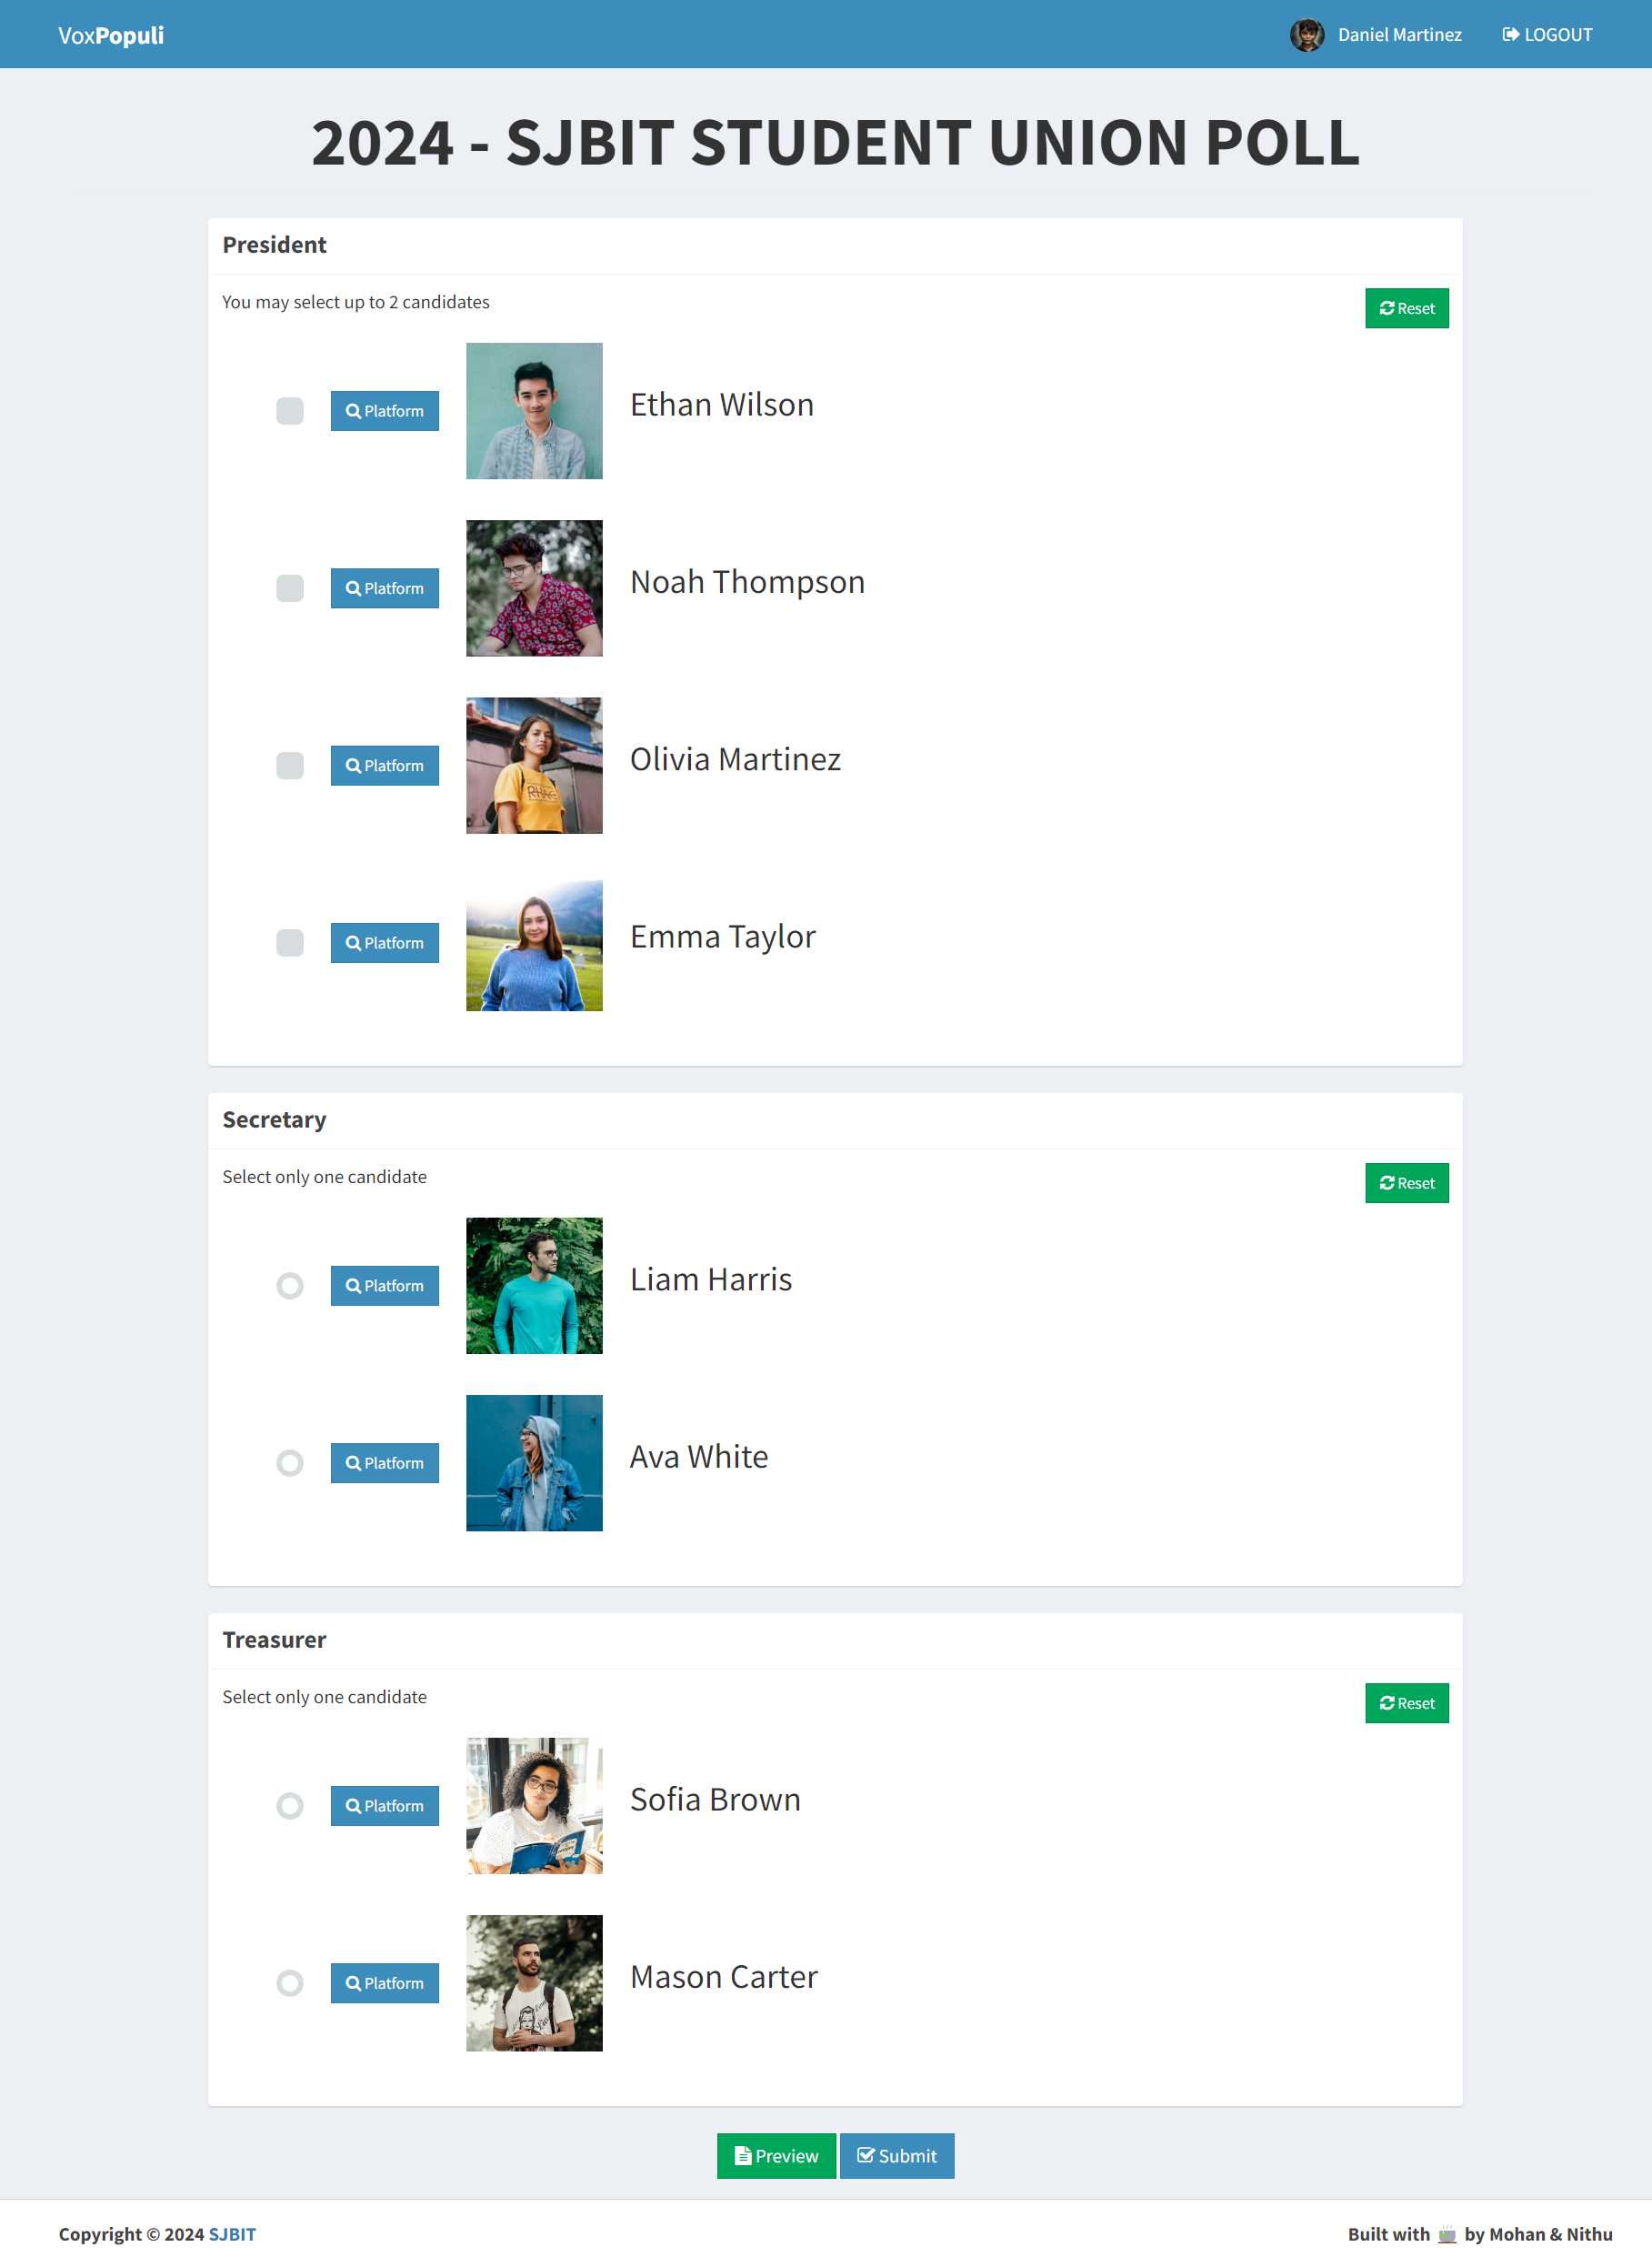 VoxPopuli
Daniel Martinez
LOGOUT
2024 - SJBIT STUDENT UNION POLL
President
You may select up to 2 candidates
Reset
Platform
Ethan Wilson
Platform
Noah Thompson
Platform
RHAE
Olivia Martinez
Platform
Emma Taylor
Secretary
Select only one candidate
Reset
Platform
Liam Harris
Platform
Ava White
Treasurer
Select only one candidate
Reset
Platform
Sofia Brown
Platform
Mason Carter
Preview
Submit
Copyright © 2024 SJBIT
Built with by Mohan & Nithu